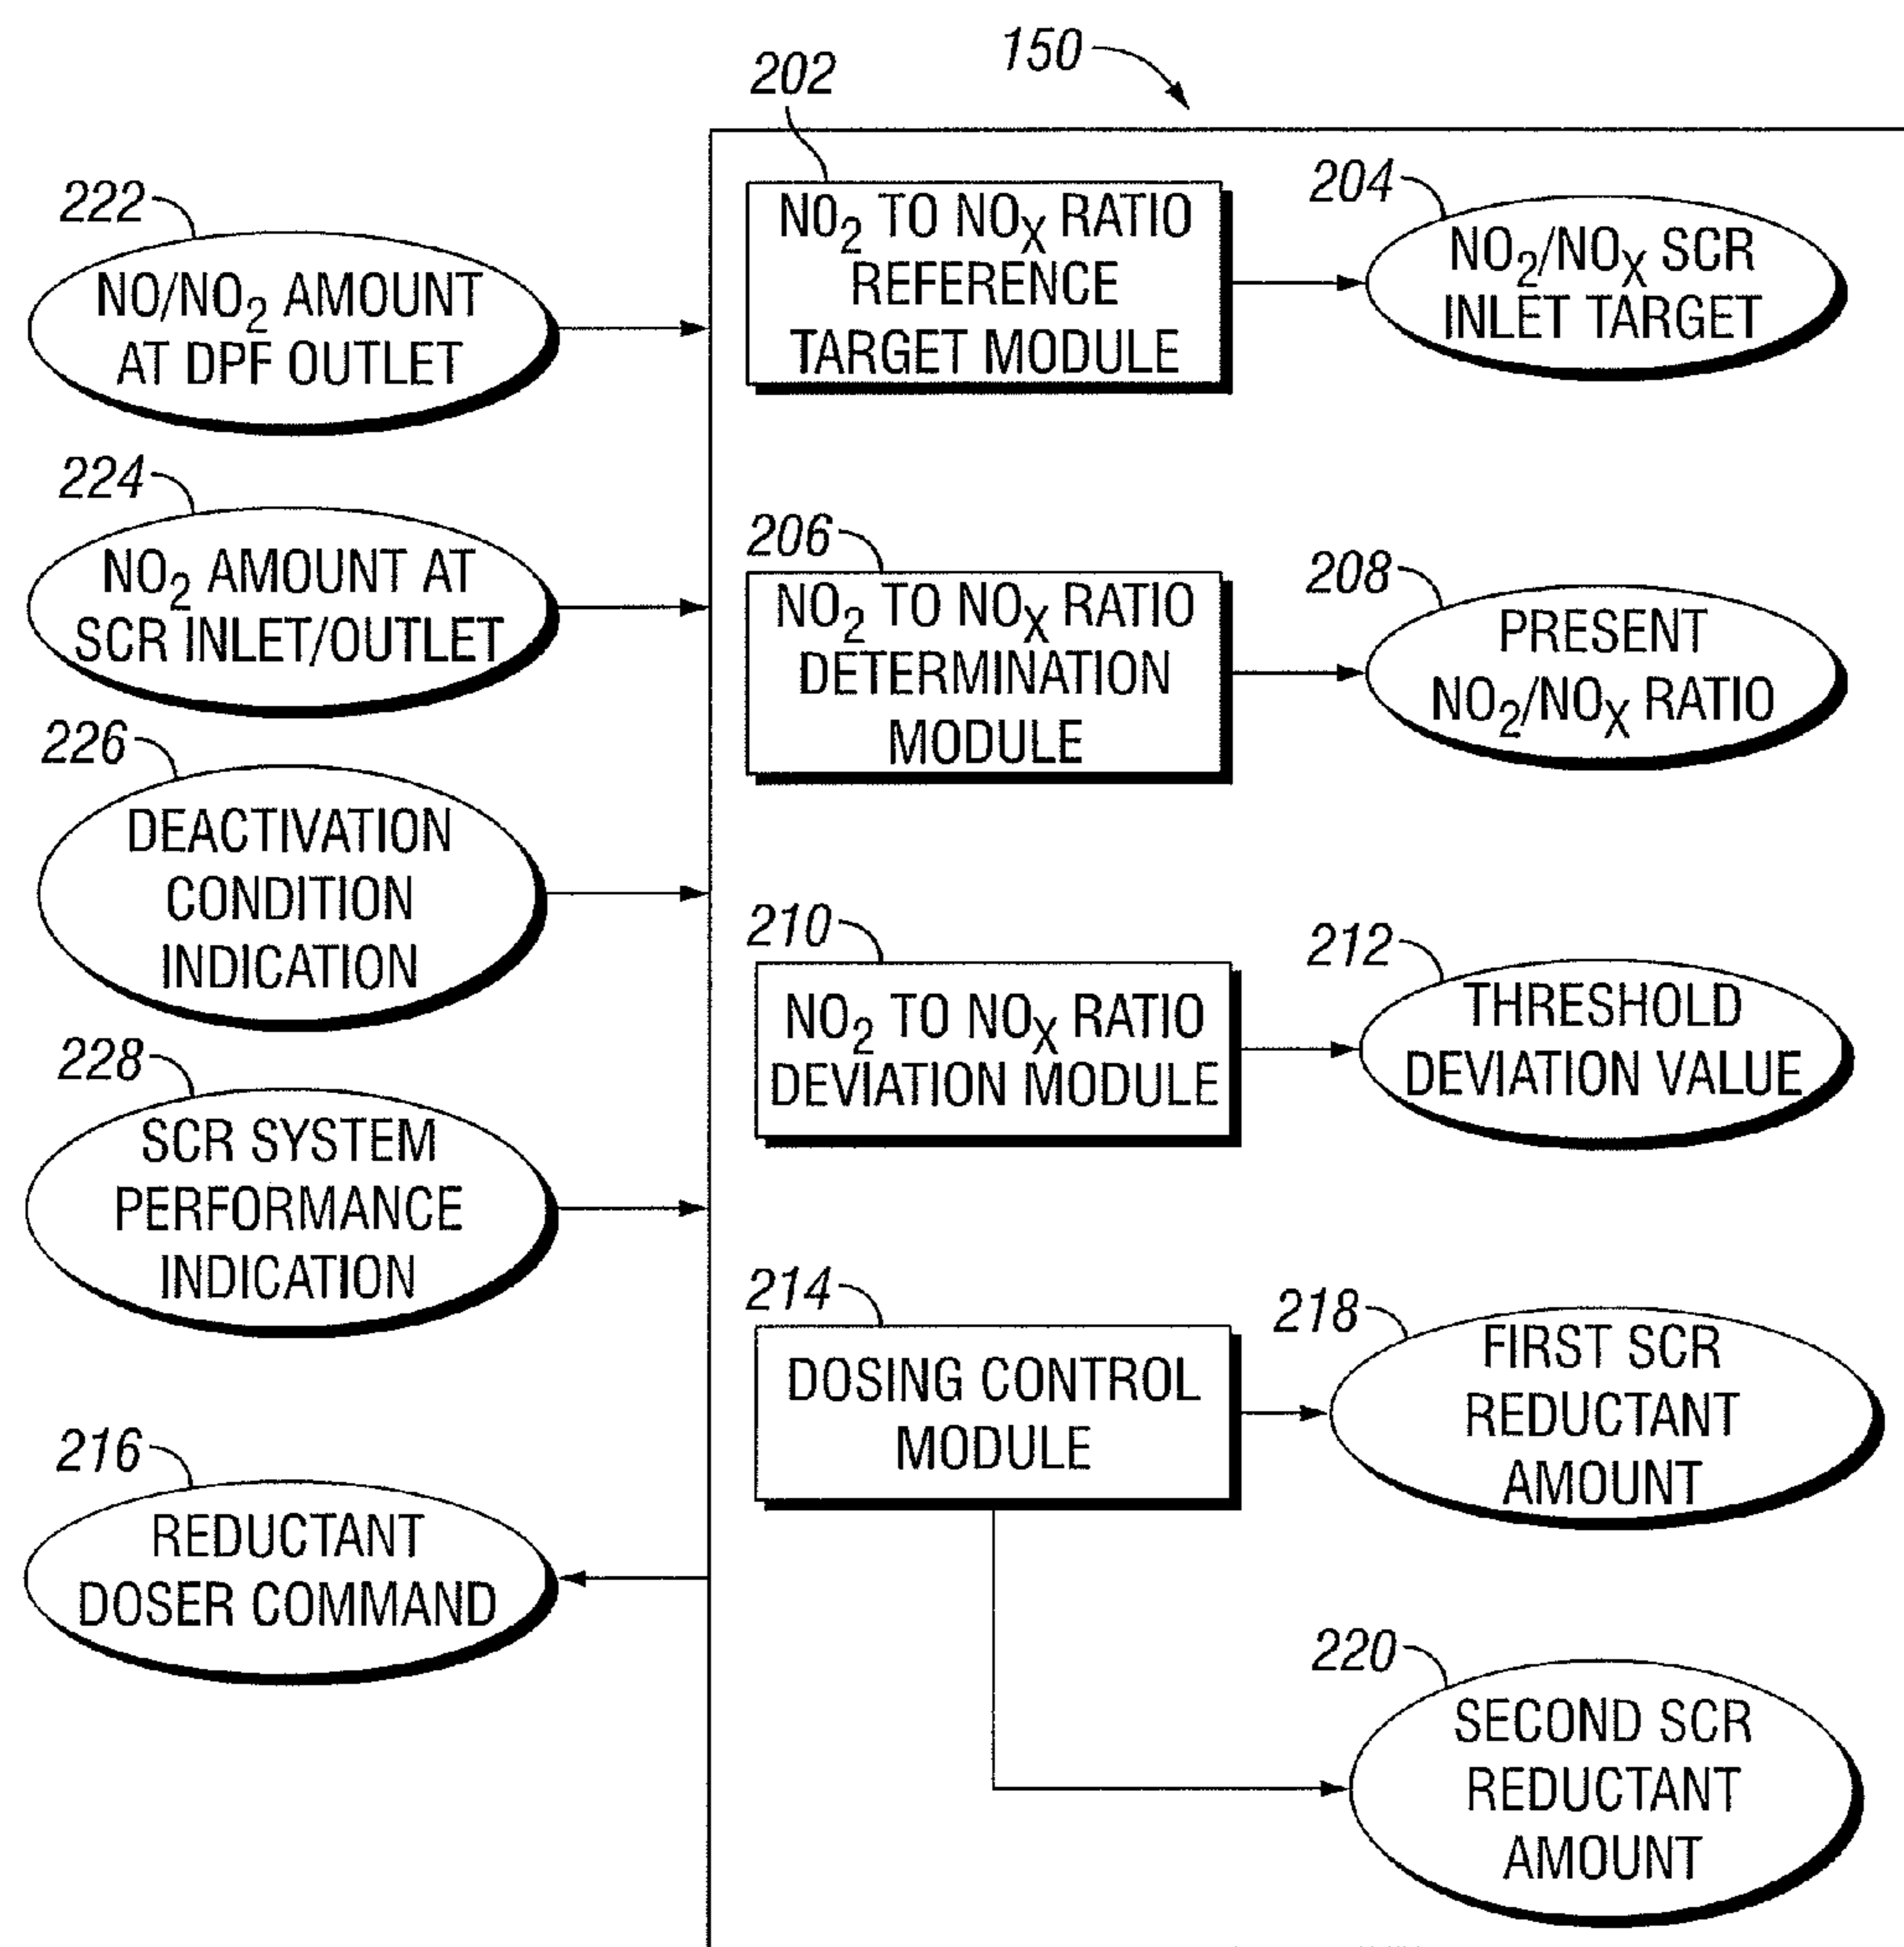 150
202
NO₂ TO NOₓ RATIO
REFERENCE
TARGET MODULE
204
NO₂/NOₓ SCR
INLET TARGET
222
NO/NO₂ AMOUNT
AT DPF OUTLET
224
NO₂ AMOUNT AT
SCR INLET/OUTLET
206
NO₂ TO NOₓ RATIO
DETERMINATION
MODULE
208
PRESENT
NO₂/NOₓ RATIO
226
DEACTIVATION
CONDITION
INDICATION
210
NO₂ TO NOₓ RATIO
DEVIATION MODULE
212
THRESHOLD
DEVIATION VALUE
228
SCR SYSTEM
PERFORMANCE
INDICATION
214
DOSING CONTROL
MODULE
218
FIRST SCR
REDUCTANT
AMOUNT
216
REDUCTANT
DOSER COMMAND
220
SECOND SCR
REDUCTANT
AMOUNT